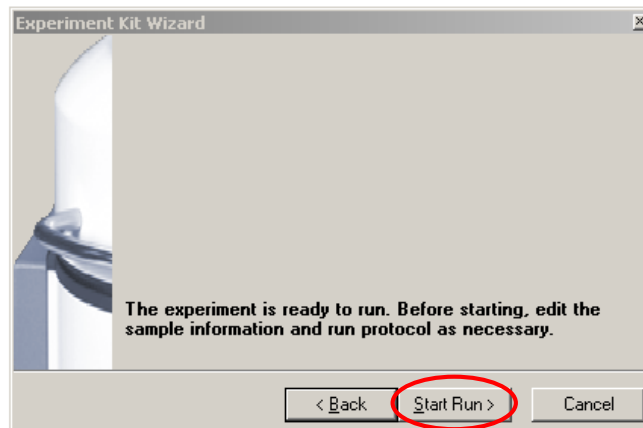 Experiment Kit Wizard
The experiment is ready to run. Before starting, edit the
sample information and run protocol as necessary.
< Back Start Run > Cancel